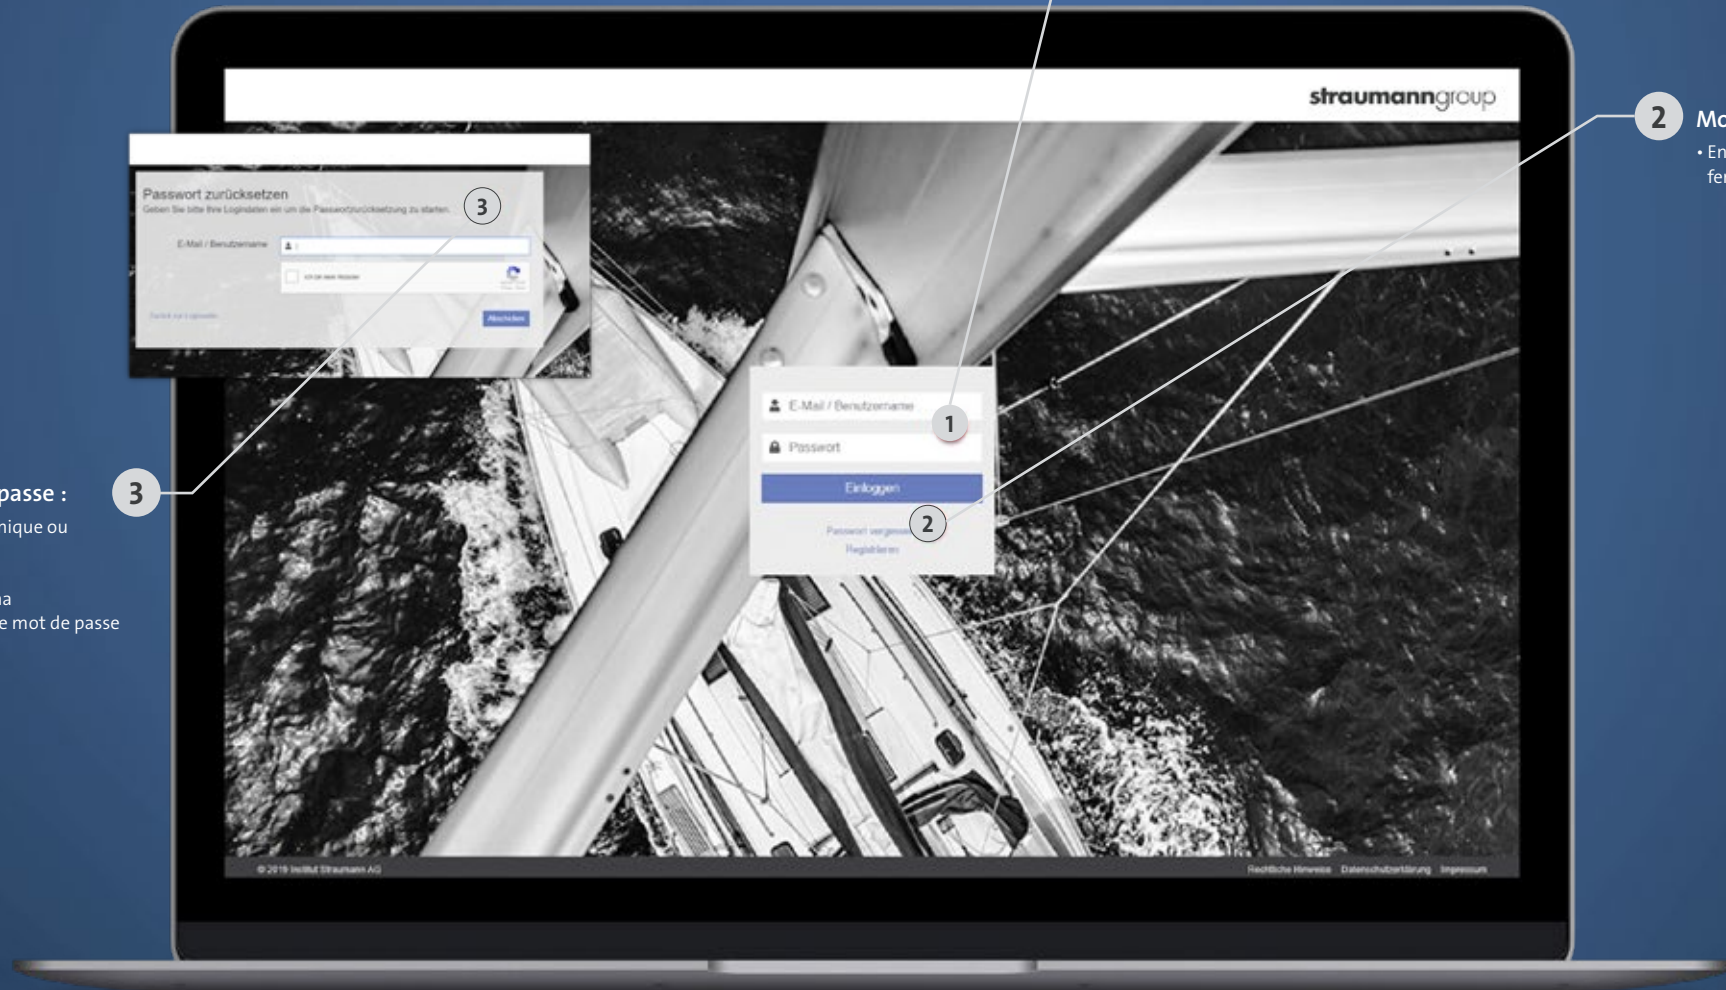 straumanngroup
2
Mo
• En
fer
Passwort zurücksetzen
Geben Sie bitte Ihre Logindaten ein um die Passwortzurücksetzung zu starten.
3
E-Mail / Benutzername
Abschicken
E-Mail / Benutzername
1
Passwort
Einloggen
Passwort vergessen
2
Registrieren
3
passe :
nique ou
na
e mot de passe
© 2019 Institut Straumann AG
Rechtliche Hinweise Datenschutzerklärung Impressum